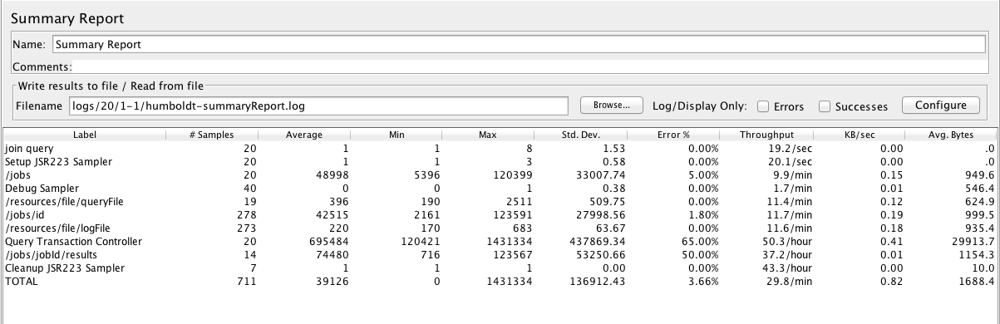 Summary Report
Name: Summary Report
Comments:
Write results to file / Read from file
Filename logs/20/1-1/humboldt-summaryReport.log Browse... Log/Display Only: Errors Successes Configure
Label # Samples Average Min Max Std. Dev. Error % Throughput KB/sec Avg. Bytes
join query 20 1 1 8 1.53 0.00% 19.2/sec 0.00 .0
Setup JSR223 Sampler 20 1 1 3 0.58 0.00% 20.1/sec 0.00 .0
/jobs 20 48998 5396 120399 33007.74 5.00% 9.9/min 0.15 949.6
Debug Sampler 40 0 0 1 0.38 0.00% 1.7/min 0.01 546.4
/resources/file/queryFile 19 396 190 2511 509.75 0.00% 11.4/min 0.12 624.9
/jobs/id 278 42515 2161 123591 27998.56 1.80% 11.7/min 0.19 999.5
/resources/file/logFile 273 220 170 683 63.67 0.00% 11.6/min 0.18 935.4
Query Transaction Controller 20 695484 120421 1431334 437869.34 65.00% 50.3/hour 0.41 29913.7
/jobs/jobId/results 14 74480 716 123567 53250.66 50.00% 37.2/hour 0.01 1154.3
Cleanup JSR223 Sampler 7 1 1 1 0.00 0.00% 43.3/hour 0.00 10.0
TOTAL 711 39126 0 1431334 136912.43 3.66% 29.8/min 0.82 1688.4